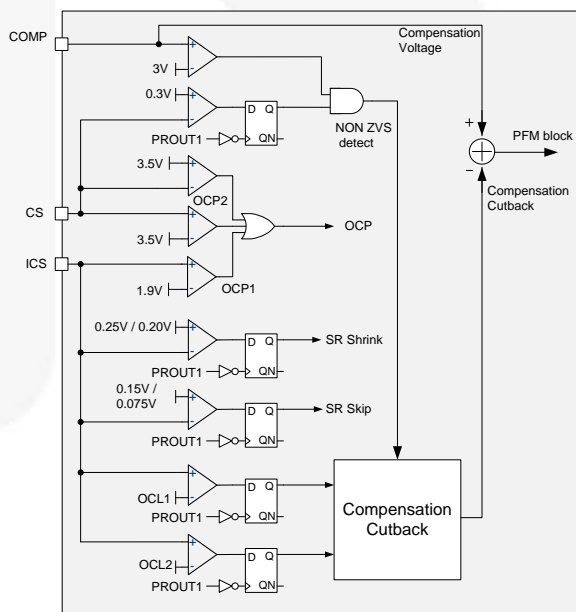 COMP
Compensation
Voltage
3V
0.3V
D Q
QN
PROUT1
NON ZVS
detect
+
PFM block
−
Compensation
Cutback
3.5V
OCP2
CS
OCP
3.5V
ICS
OCP1
1.9V
0.25V / 0.20V
D Q
SR Shrink
QN
PROUT1
0.15V /
0.075V
D Q
SR Skip
QN
PROUT1
D Q
OCL1
QN
PROUT1
Compensation
Cutback
D Q
OCL2
QN
PROUT1
+
-
+
-
+
-
+
-
+
-
+
-
+
-
+
-
+
-